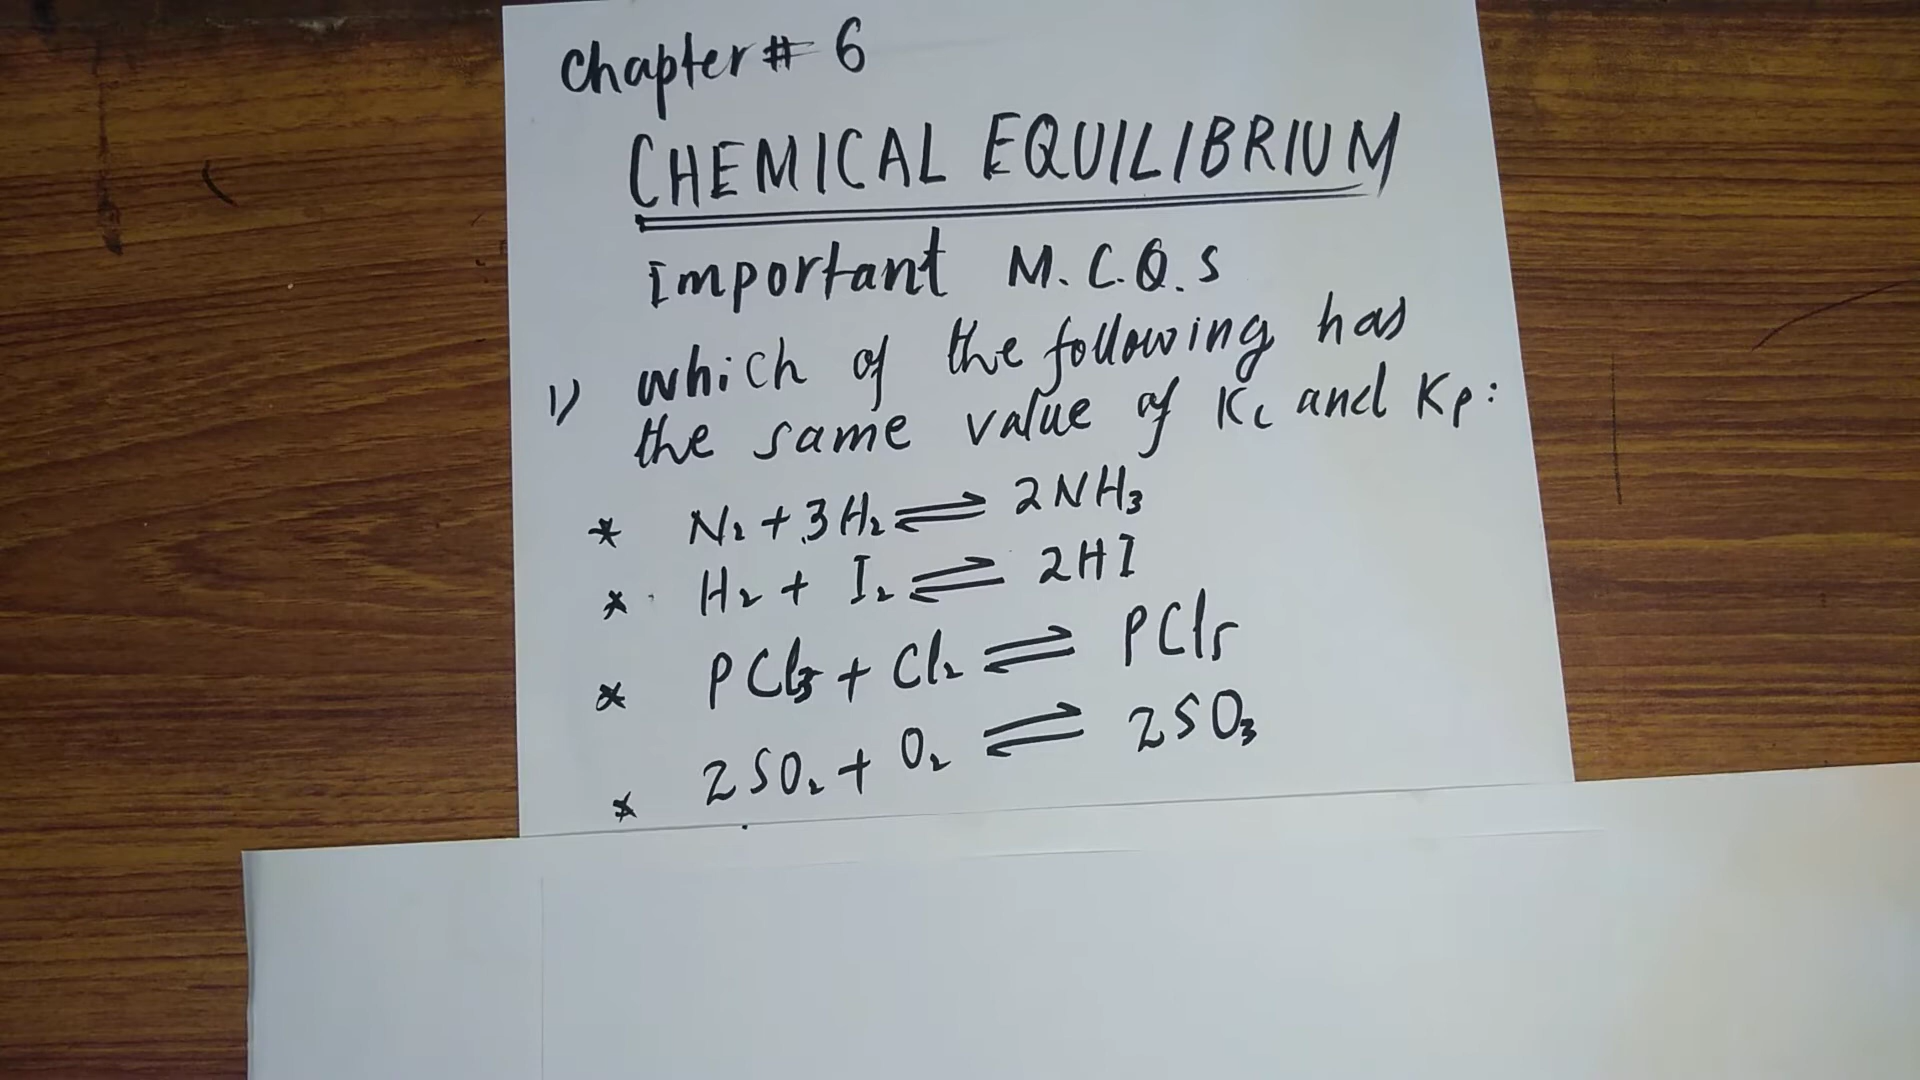 Chapter # 6
CHEMICAL EQUILIBRIUM
Important M.C.Q.S
1) which of the following has
the same value of Kc and Kp:
* N₂ + 3H₂ ⇌ 2NH₃
* H₂ + I₂ ⇌ 2HI
* PCl₃ + Cl₂ ⇌ PCl₅
* 2SO₂ + O₂ ⇌ 2SO₃